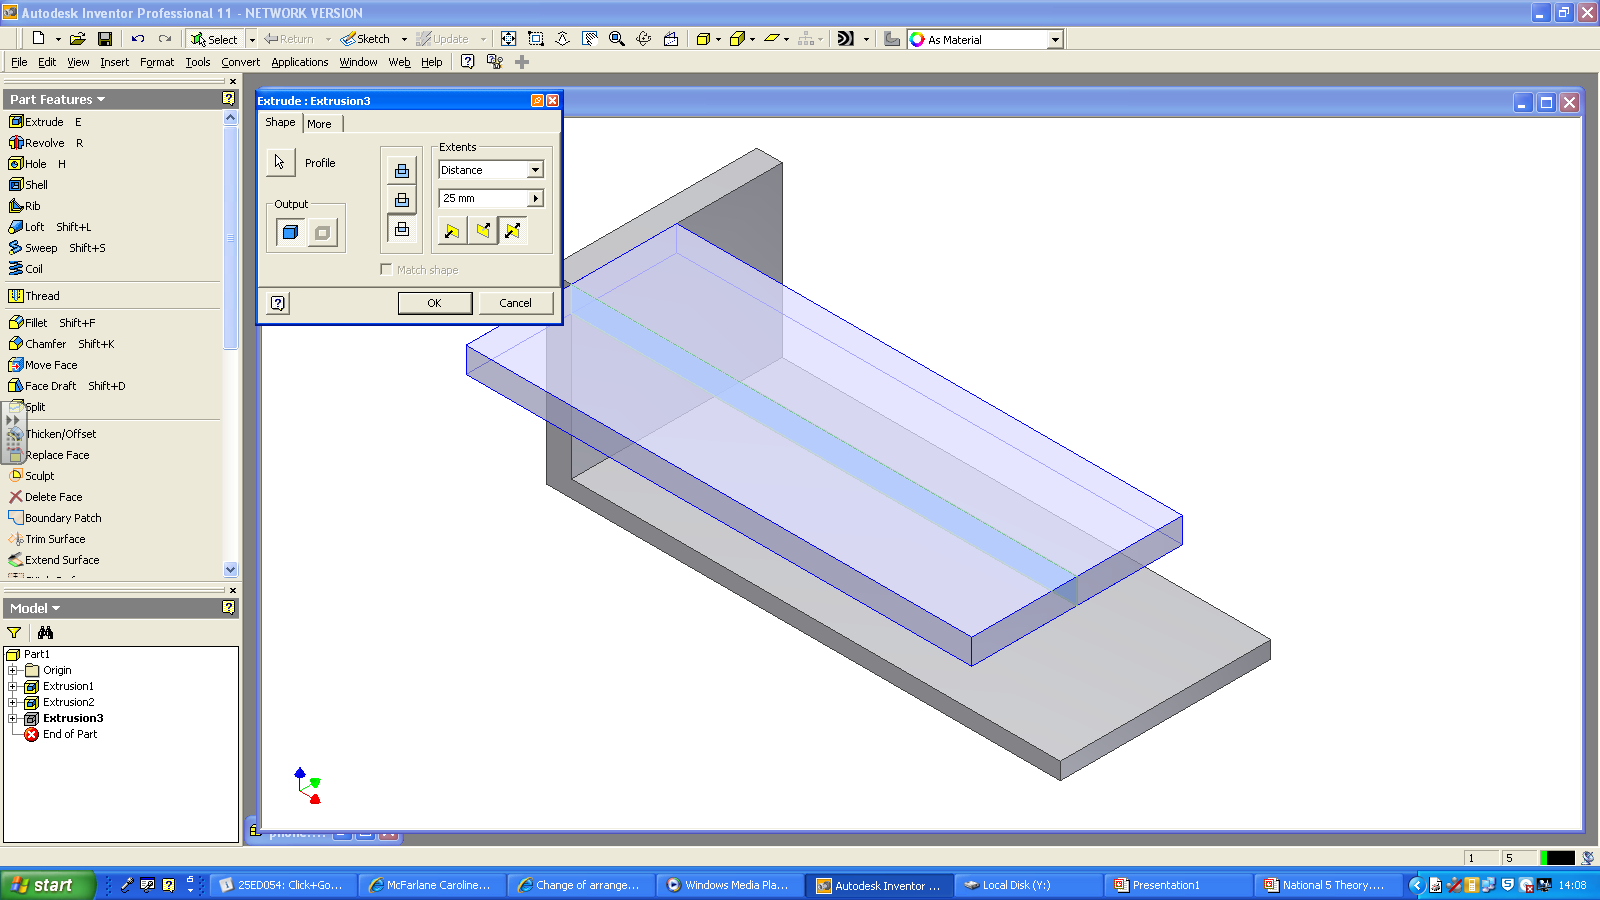 Autodesk Inventor Professional 11 - NETWORK VERSION
Select Return Sketch Update As Material
File Edit View Insert Format Tools Convert Applications Window Web Help
Part Features
Extrude E
Revolve R
Hole H
Shell
Rib
Loft Shift+L
Sweep Shift+S
Coil
Thread
Fillet Shift+F
Chamfer Shift+K
Move Face
Face Draft Shift+D
Split
Thicken/Offset
Replace Face
Sculpt
Delete Face
Boundary Patch
Trim Surface
Extend Surface
Model
Part1
Origin
Extrusion1
Extrusion2
Extrusion3
End of Part
Extrude : Extrusion3
Shape More
Profile
Output
Extents
Distance
25 mm
Match shape
OK Cancel
1 5
start
25ED054: Click+Go...
McFarlane Caroline...
Change of arrange...
Windows Media Pla...
Autodesk Inventor ...
Local Disk (Y:)
Presentation1
National 5 Theory....
14:08